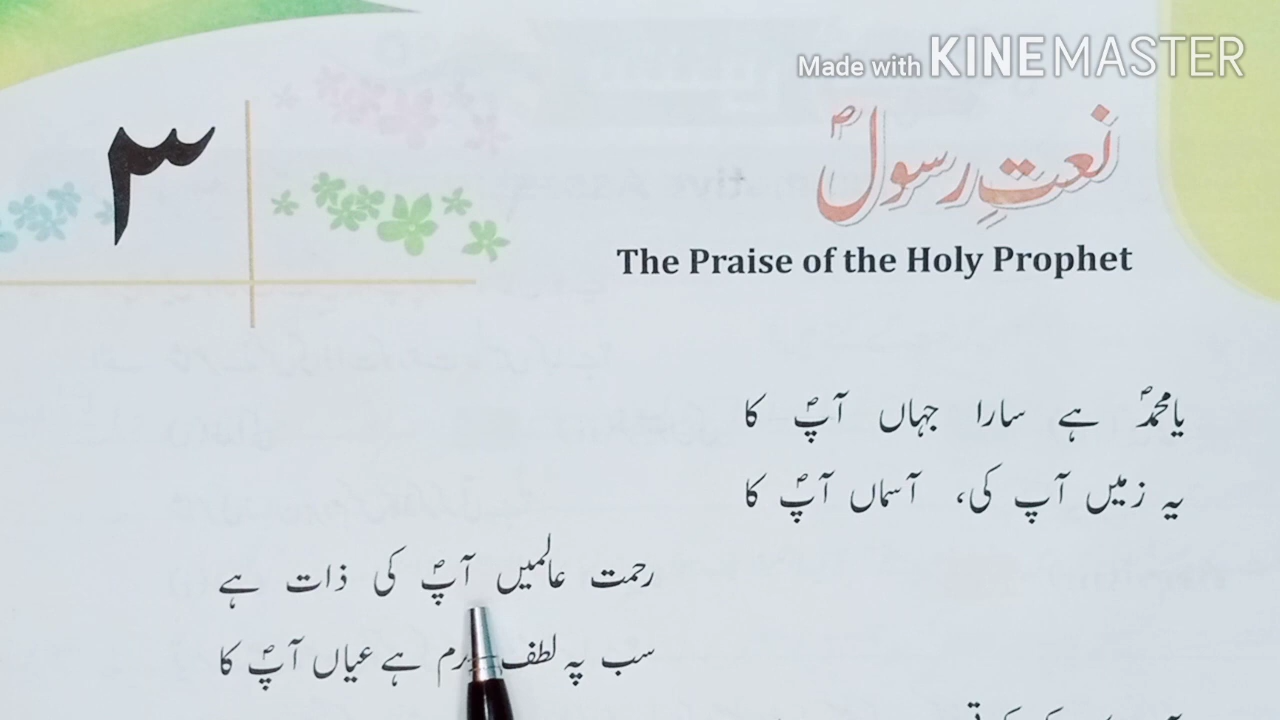 Made with KINEMASTER
نعتِ رسولؐ
۳
The Praise of the Holy Prophet
یا محمدؐ ہے سارا جہاں آپؐ کا
یہ زمیں آپ کی، آسماں آپؐ کا
رحمت عالمیں آپؐ کی ذات ہے
سب پہ لطف ہے عیاں آپؐ کا